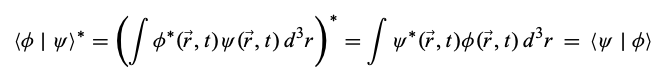 ⟨ϕ | ψ⟩* = (∫ ϕ*(r⃗, t)ψ(r⃗, t) d³r)* = ∫ ψ*(r⃗, t)ϕ(r⃗, t) d³r = ⟨ψ | ϕ⟩